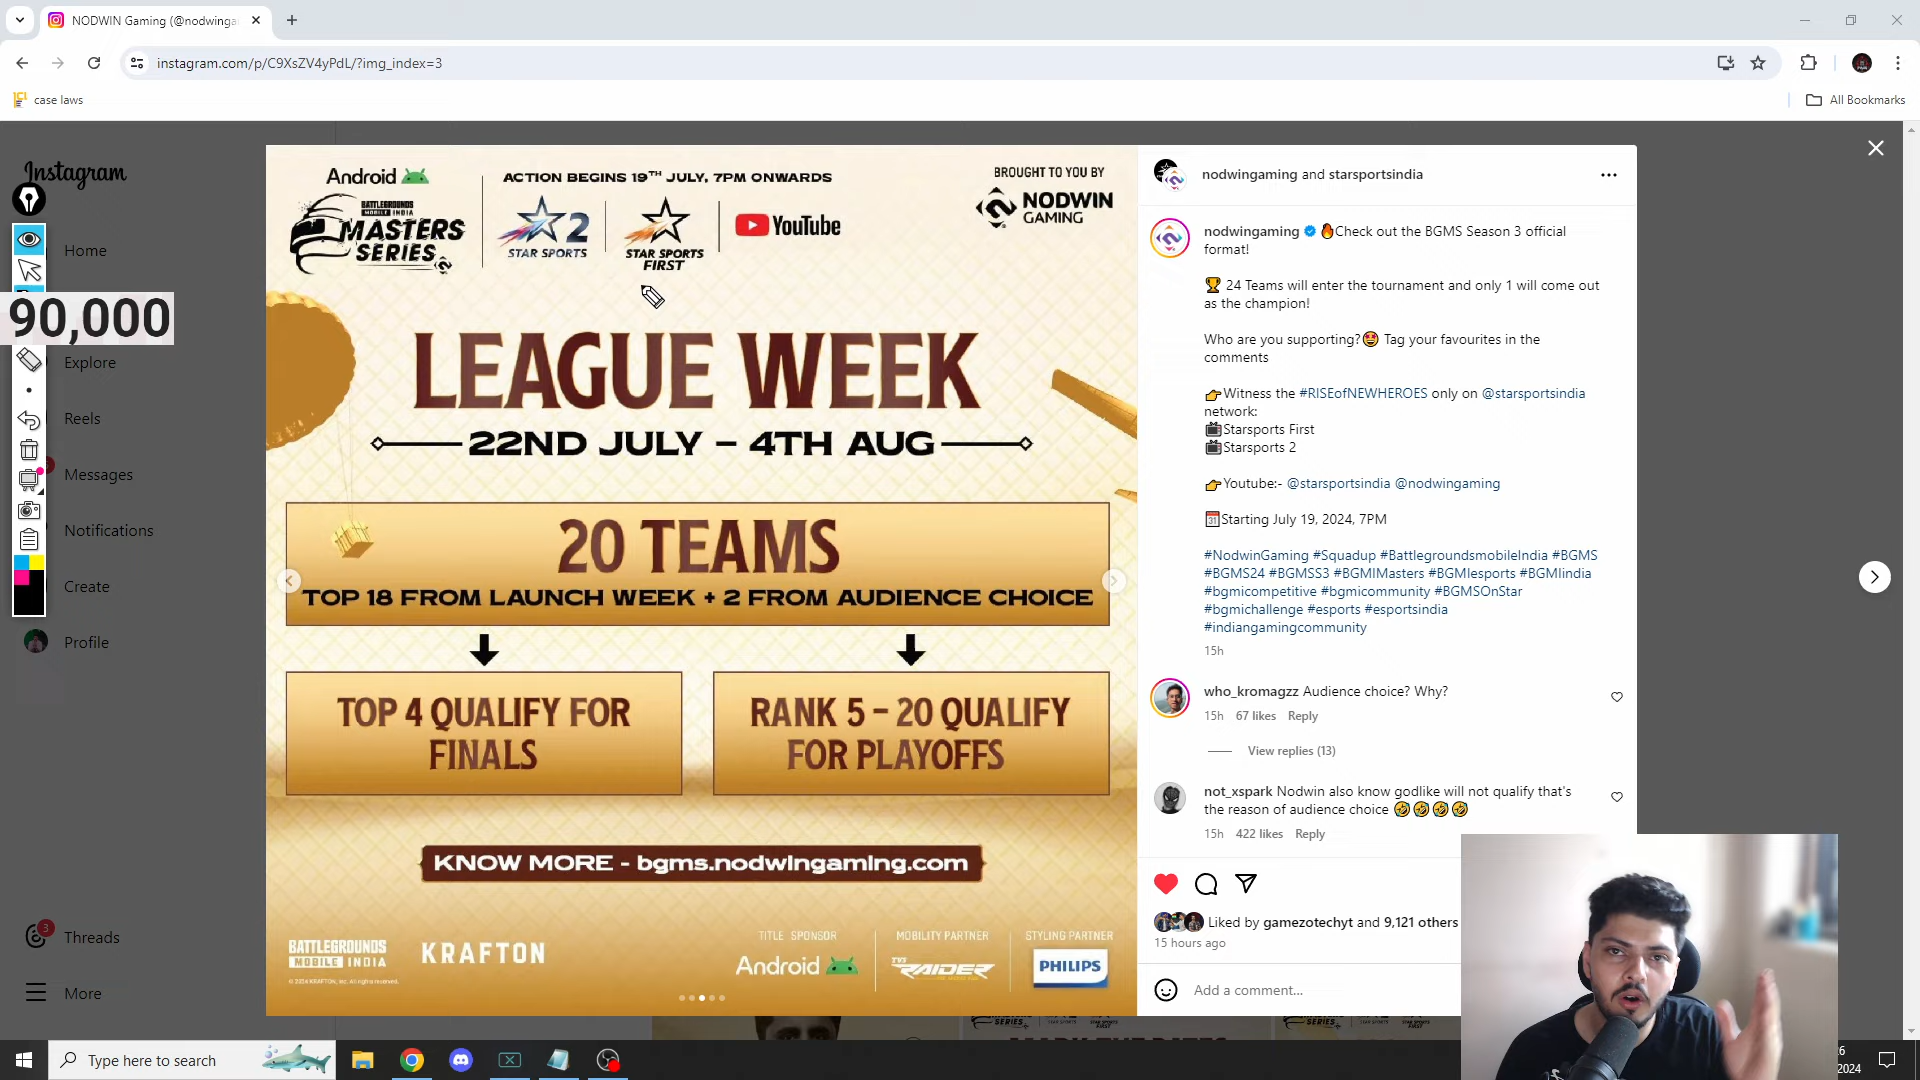 NODWIN Gaming (@nodwinga
instagram.com/p/C9XsZV4yPdL/?img_index=3
case laws
All Bookmarks
Instagram
Home
90,000
Explore
Reels
Messages
Notifications
Create
Profile
3
Threads
More
Android
BATTLEGROUNDS
MOBILE INDIA
MASTERS
SERIES
ACTION BEGINS 19TH JULY, 7PM ONWARDS
2
STAR SPORTS
STAR SPORTS
FIRST
YouTube
BROUGHT TO YOU BY
NODWIN
GAMING
LEAGUE WEEK
22ND JULY – 4TH AUG
20 TEAMS
TOP 18 FROM LAUNCH WEEK + 2 FROM AUDIENCE CHOICE
TOP 4 QUALIFY FOR
FINALS
RANK 5 – 20 QUALIFY
FOR PLAYOFFS
KNOW MORE - bgms.nodwingaming.com
BATTLEGROUNDS
MOBILE INDIA
KRAFTON
TITLE SPONSOR
Android
MOBILITY PARTNER
TVS
RAIDER
STYLING PARTNER
PHILIPS
nodwingaming and starsportsindia
nodwingaming 🔥Check out the BGMS Season 3 official
format!
🏆 24 Teams will enter the tournament and only 1 will come out
as the champion!
Who are you supporting?🤩 Tag your favourites in the
comments
👉Witness the #RISEofNEWHEROES only on @starsportsindia
network:
📺Starsports First
📺Starsports 2
👉Youtube:- @starsportsindia @nodwingaming
📅Starting July 19, 2024, 7PM
#NodwinGaming #Squadup #BattlegroundsmobileIndia #BGMS
#BGMS24 #BGMSS3 #BGMIMasters #BGMIesports #BGMIindia
#bgmicompetitive #bgmicommunity #BGMSOnStar
#bgmichallenge #esports #esportsindia
#indiangamingcommunity
15h
who_kromagzz Audience choice? Why?
15h 67 likes Reply
View replies (13)
not_xspark Nodwin also know godlike will not qualify that's
the reason of audience choice 🤣🤣🤣🤣
15h 422 likes Reply
Liked by gamezotechyt and 9,121 others
15 hours ago
Add a comment...
Type here to search
2024